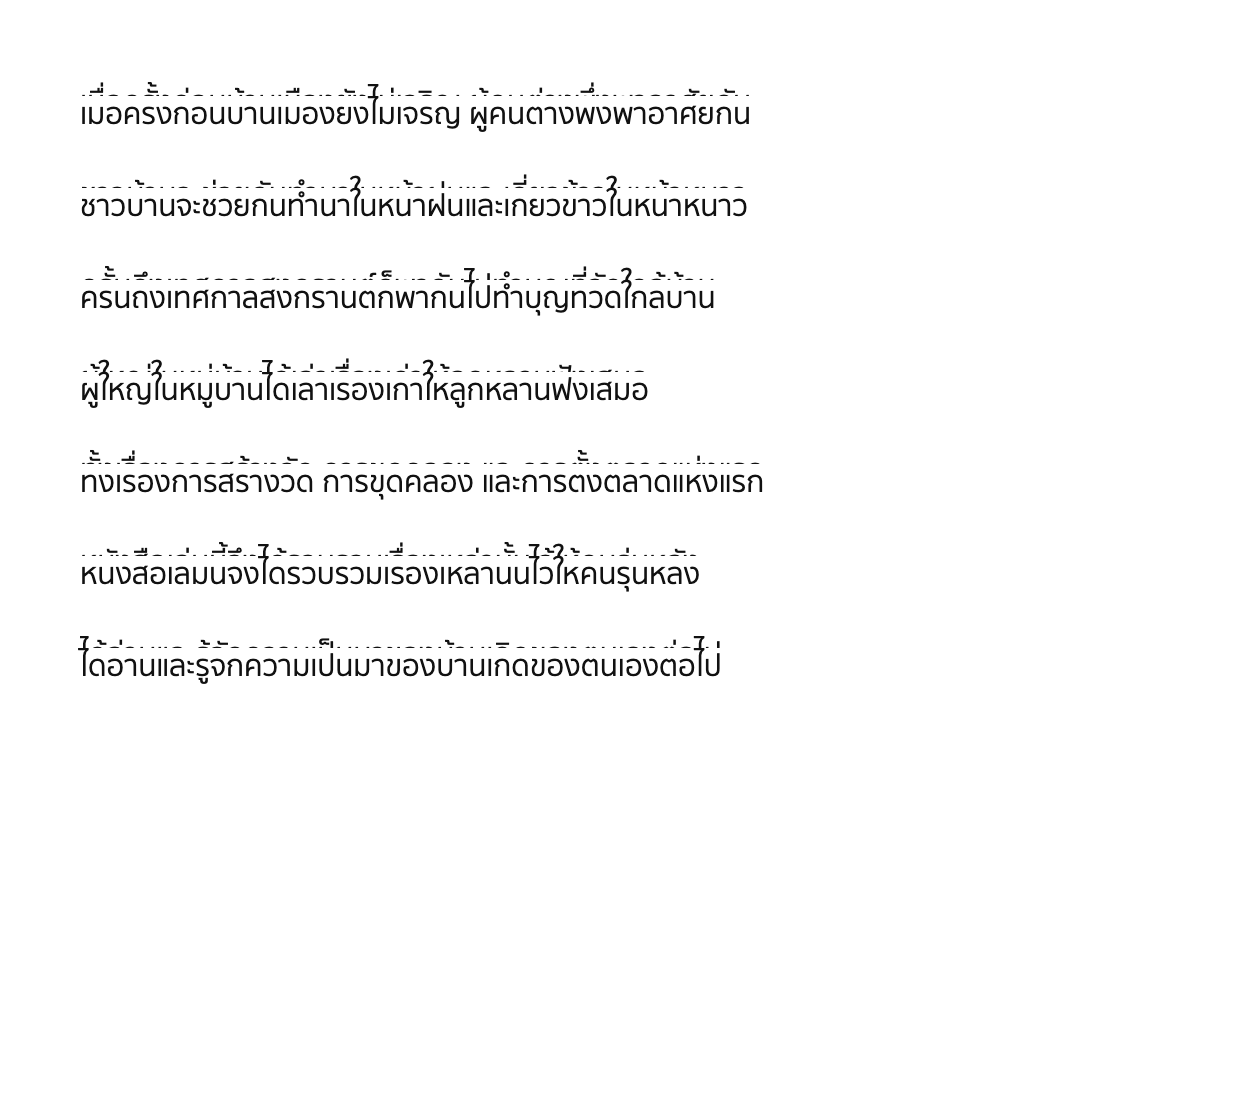 เมื่อครั้งก่อนบ้านเมืองยังไม่เจริญ ผู้คนต่างพึ่งพาอาศัยกัน
ชาวบ้านจะช่วยกันทำนาในหน้าฝนและเกี่ยวข้าวในหน้าหนาว
ครั้นถึงเทศกาลสงกรานต์ก็พากันไปทำบุญที่วัดใกล้บ้าน
ผู้ใหญ่ในหมู่บ้านได้เล่าเรื่องเก่าให้ลูกหลานฟังเสมอ
ทั้งเรื่องการสร้างวัด การขุดคลอง และการตั้งตลาดแห่งแรก
หนังสือเล่มนี้จึงได้รวบรวมเรื่องเหล่านั้นไว้ให้คนรุ่นหลัง
ได้อ่านและรู้จักความเป็นมาของบ้านเกิดของตนเองต่อไป